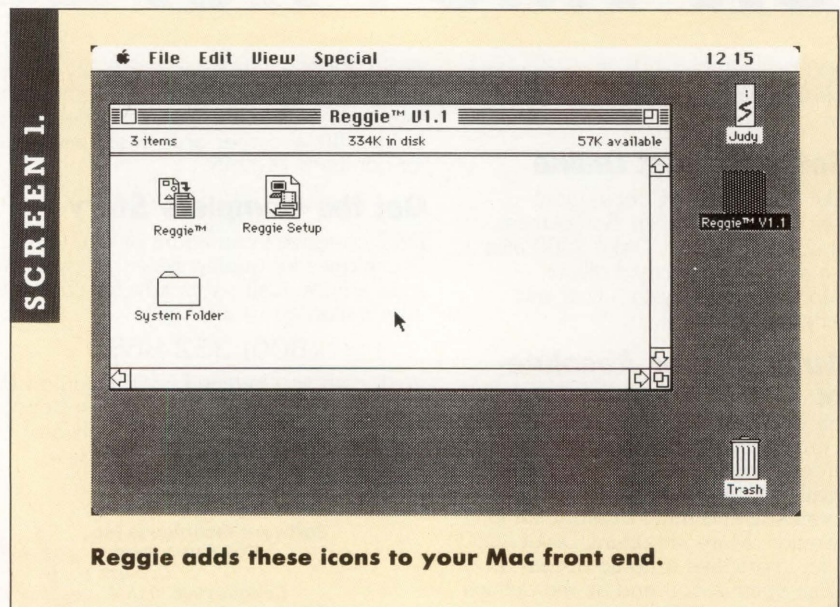 SCREEN 1.
File Edit View Special 12 15
Reggie™ V1.1
3 items 334K in disk 57K available
Judy
Reggie™ V1.1
Reggie™ Reggie Setup
System Folder
Trash
Reggie adds these icons to your Mac front end.